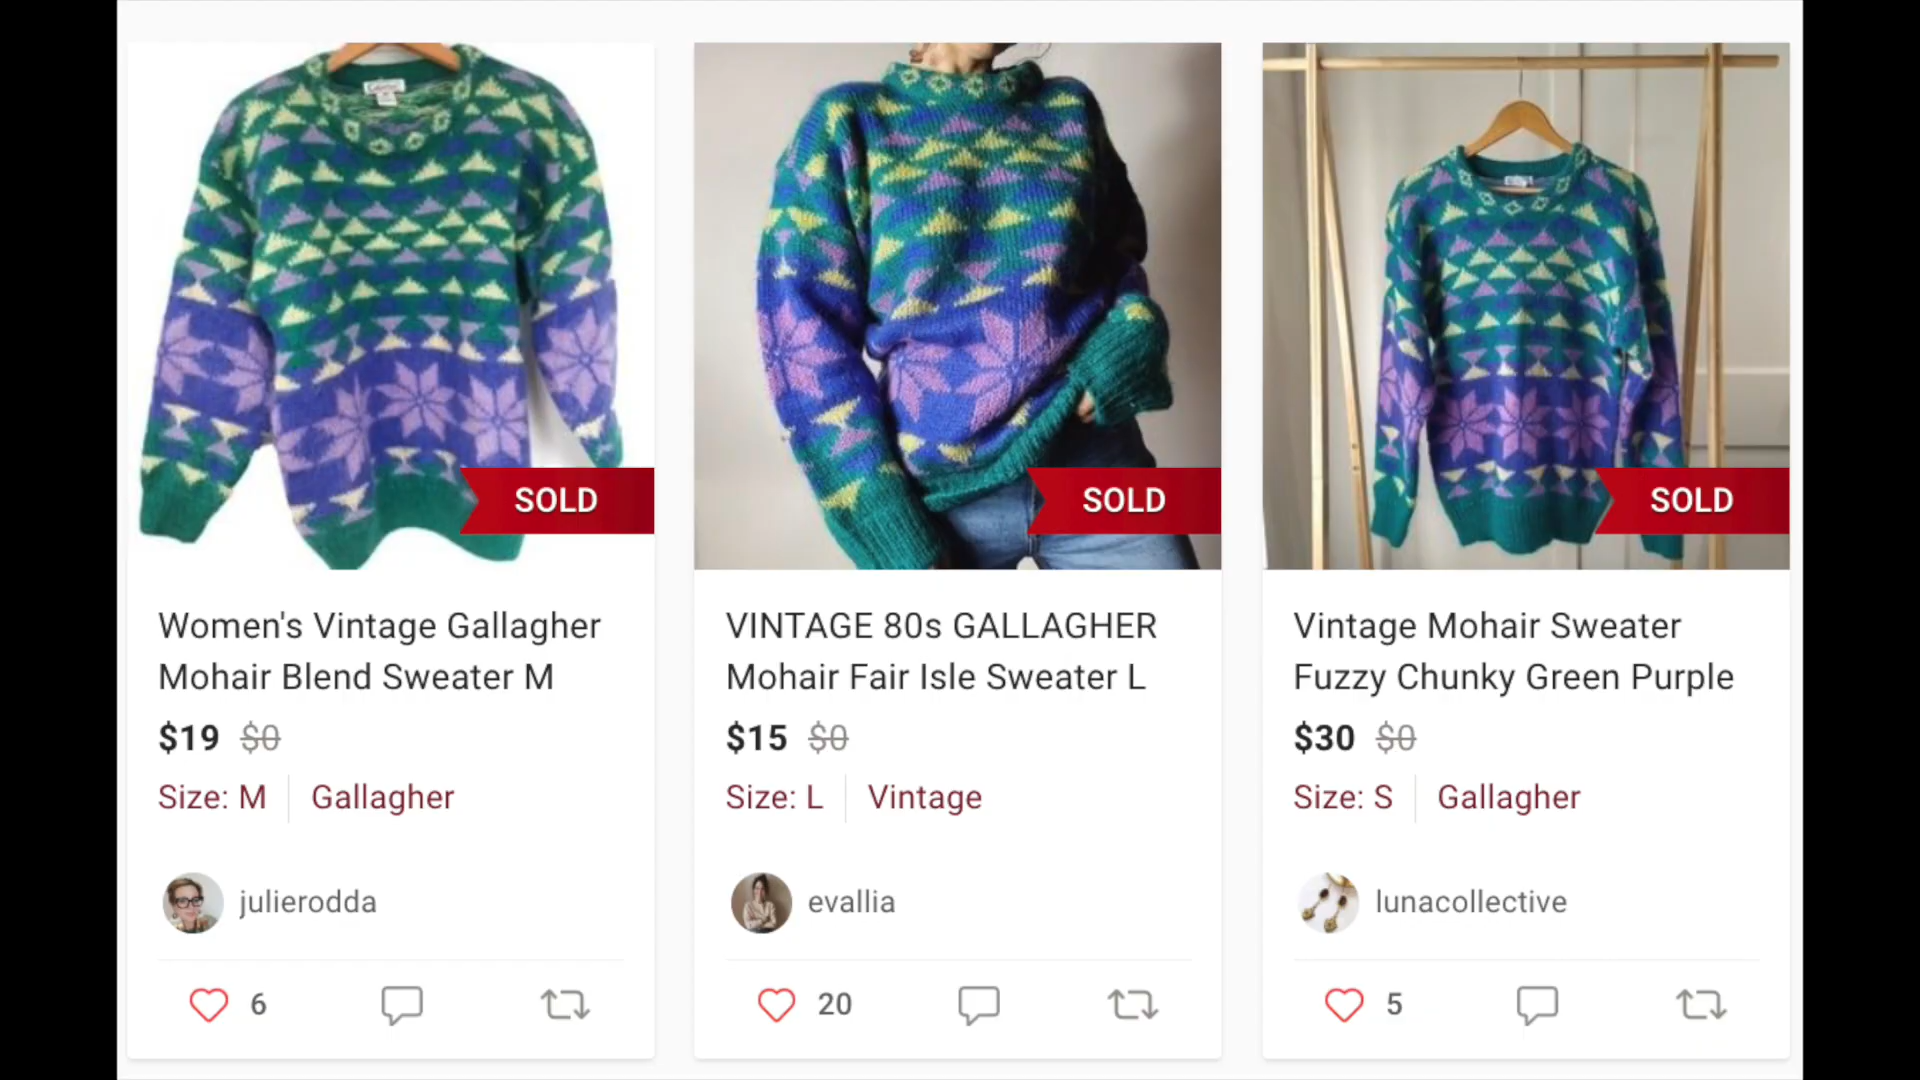 SOLD
Women's Vintage Gallagher
Mohair Blend Sweater M
$19 $0
Size: M Gallagher
julierodda
6
SOLD
VINTAGE 80s GALLAGHER
Mohair Fair Isle Sweater L
$15 $0
Size: L Vintage
evallia
20
SOLD
Vintage Mohair Sweater
Fuzzy Chunky Green Purple
$30 $0
Size: S Gallagher
lunacollective
5